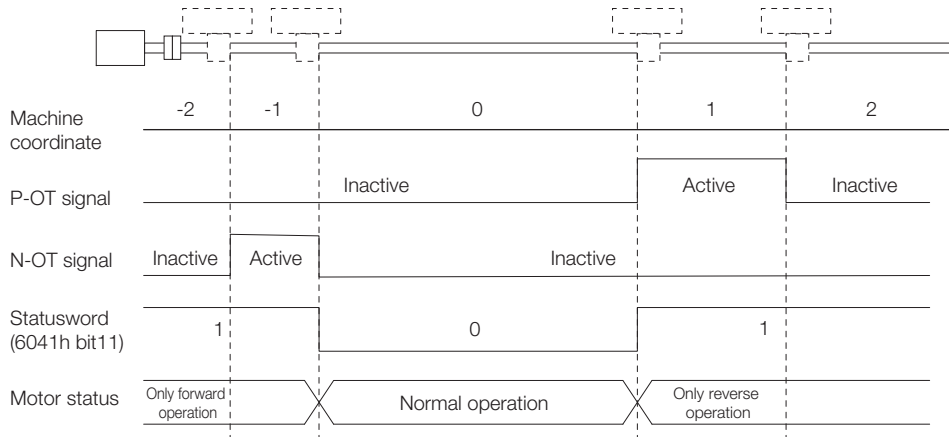 Machine
coordinate
-2 -1 0 1 2
P-OT signal
Inactive Active Inactive
N-OT signal
Inactive Active Inactive
Statusword
(6041h bit11)
1 0 1
Motor status
Only forward
operation
Normal operation
Only reverse
operation